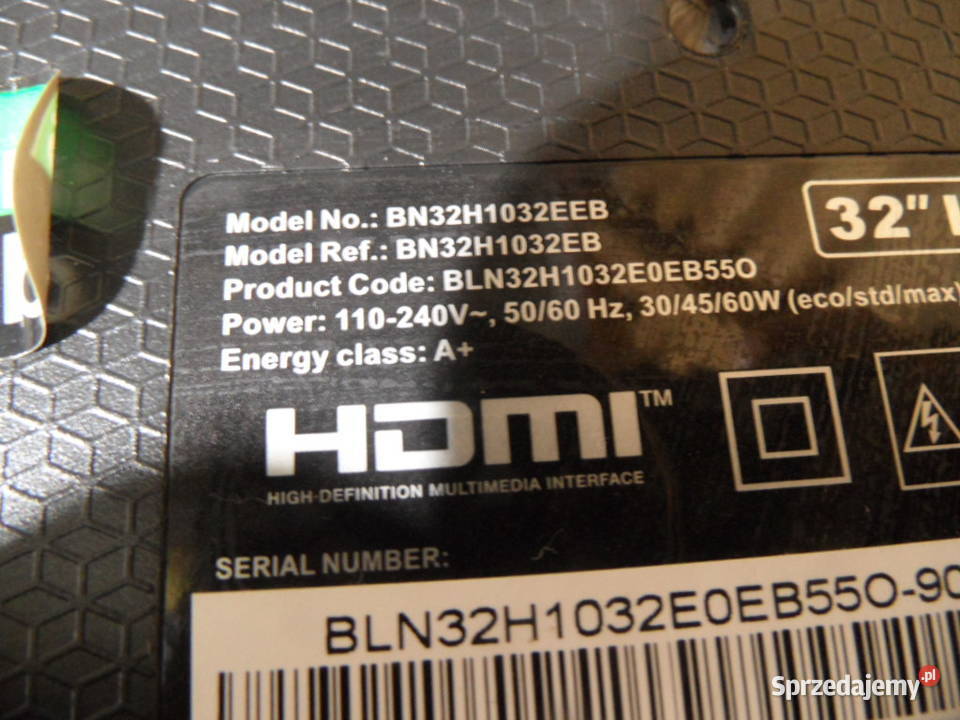 Model No.: BN32H1032EEB
32"
Model Ref.: BN32H1032EB
Product Code: BLN32H1032E0EB55O
Power: 110-240V~, 50/60 Hz, 30/45/60W (eco/std/max)
Energy class: A+
HDMI™
HIGH-DEFINITION MULTIMEDIA INTERFACE
SERIAL NUMBER:
BLN32H1032E0EB55O-90
Sprzedajemy.pl